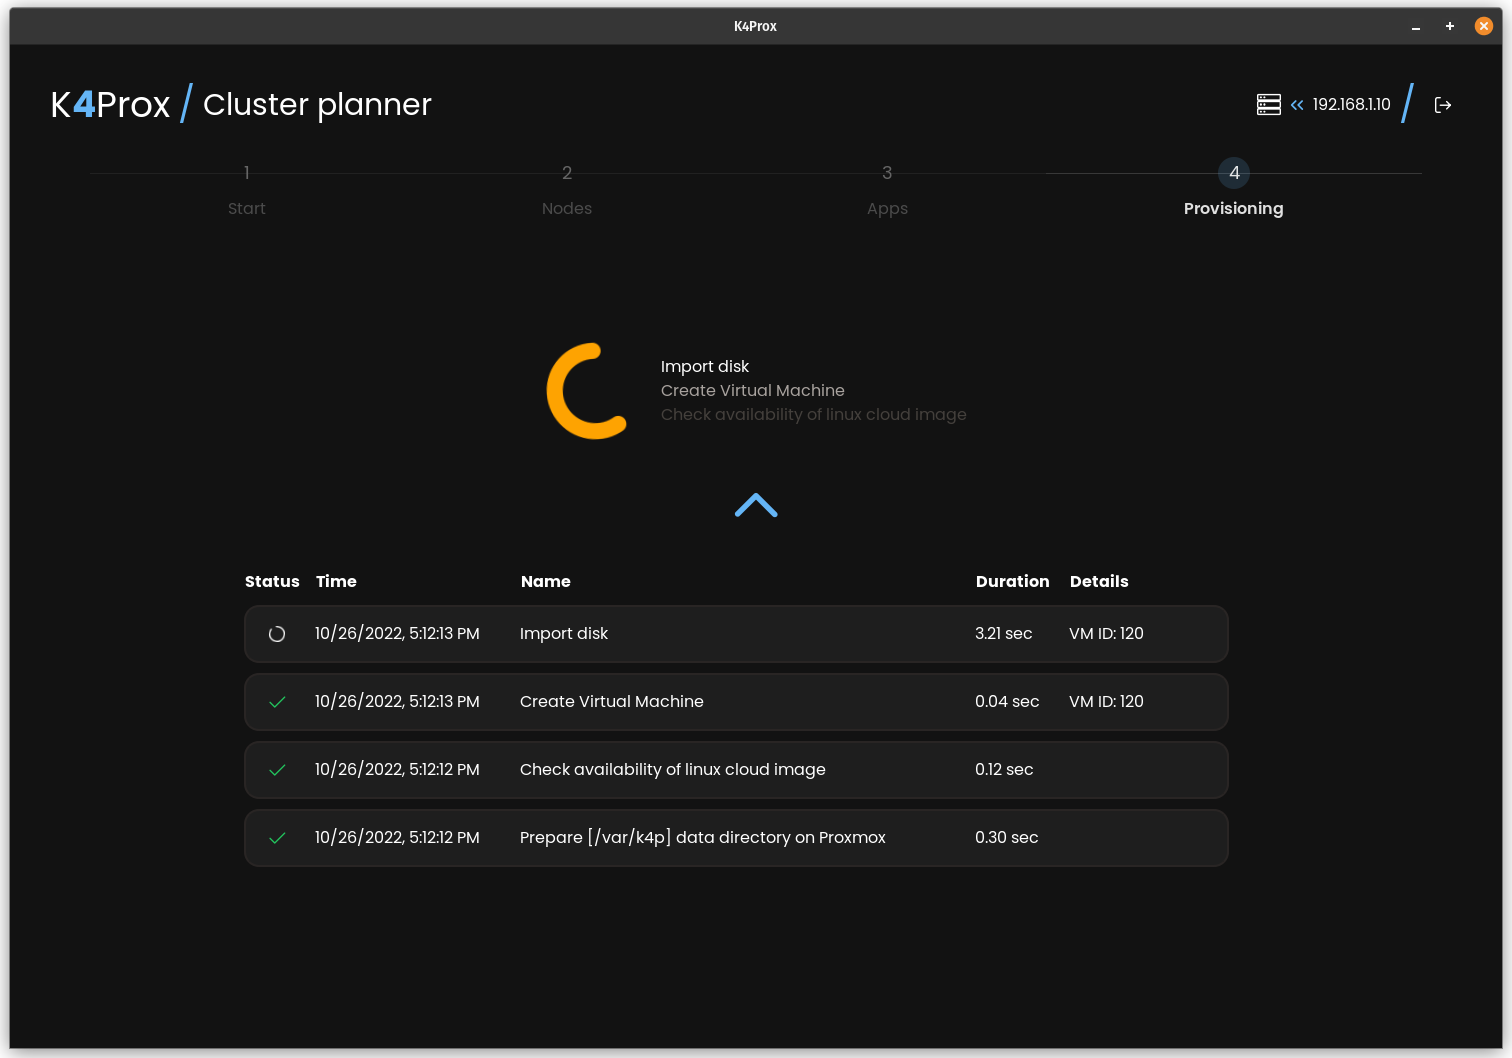 K4Prox
K4Prox / Cluster planner
192.168.1.10 /
1 2 3 4
Start Nodes Apps Provisioning
Import disk
Create Virtual Machine
Check availability of linux cloud image
Status Time Name Duration Details
10/26/2022, 5:12:13 PM Import disk 3.21 sec VM ID: 120
10/26/2022, 5:12:13 PM Create Virtual Machine 0.04 sec VM ID: 120
10/26/2022, 5:12:12 PM Check availability of linux cloud image 0.12 sec
10/26/2022, 5:12:12 PM Prepare [/var/k4p] data directory on Proxmox 0.30 sec